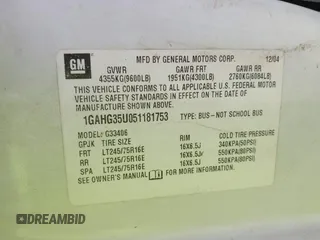 GM
MFD BY GENERAL MOTORS CORP. 12/04
GVWR GAWR FRT GAWR RR
4355KG(9600LB) 1951KG(4300LB) 2760KG(6084LB)
THIS VEHICLE CONFORMS TO ALL APPLICABLE U.S. FEDERAL MOTOR
VEHICLE SAFETY STANDARDS IN EFFECT ON THE DATE OF
MANUFACTURE SHOWN ABOVE.
1GAHG35U051181753 TYPE: BUS–NOT SCHOOL BUS
MODEL: G33406
GPJK TIRE SIZE RIM COLD TIRE PRESSURE
FRT LT245/75R16E 16X6.5J 340KPA(50PSI)
RR LT245/75R16E 16X6.5J 550KPA(80PSI)
SPA LT245/75R16E 16X6.5J 550KPA(80PSI)
SEE OWNER'S MANUAL
DREAMBID